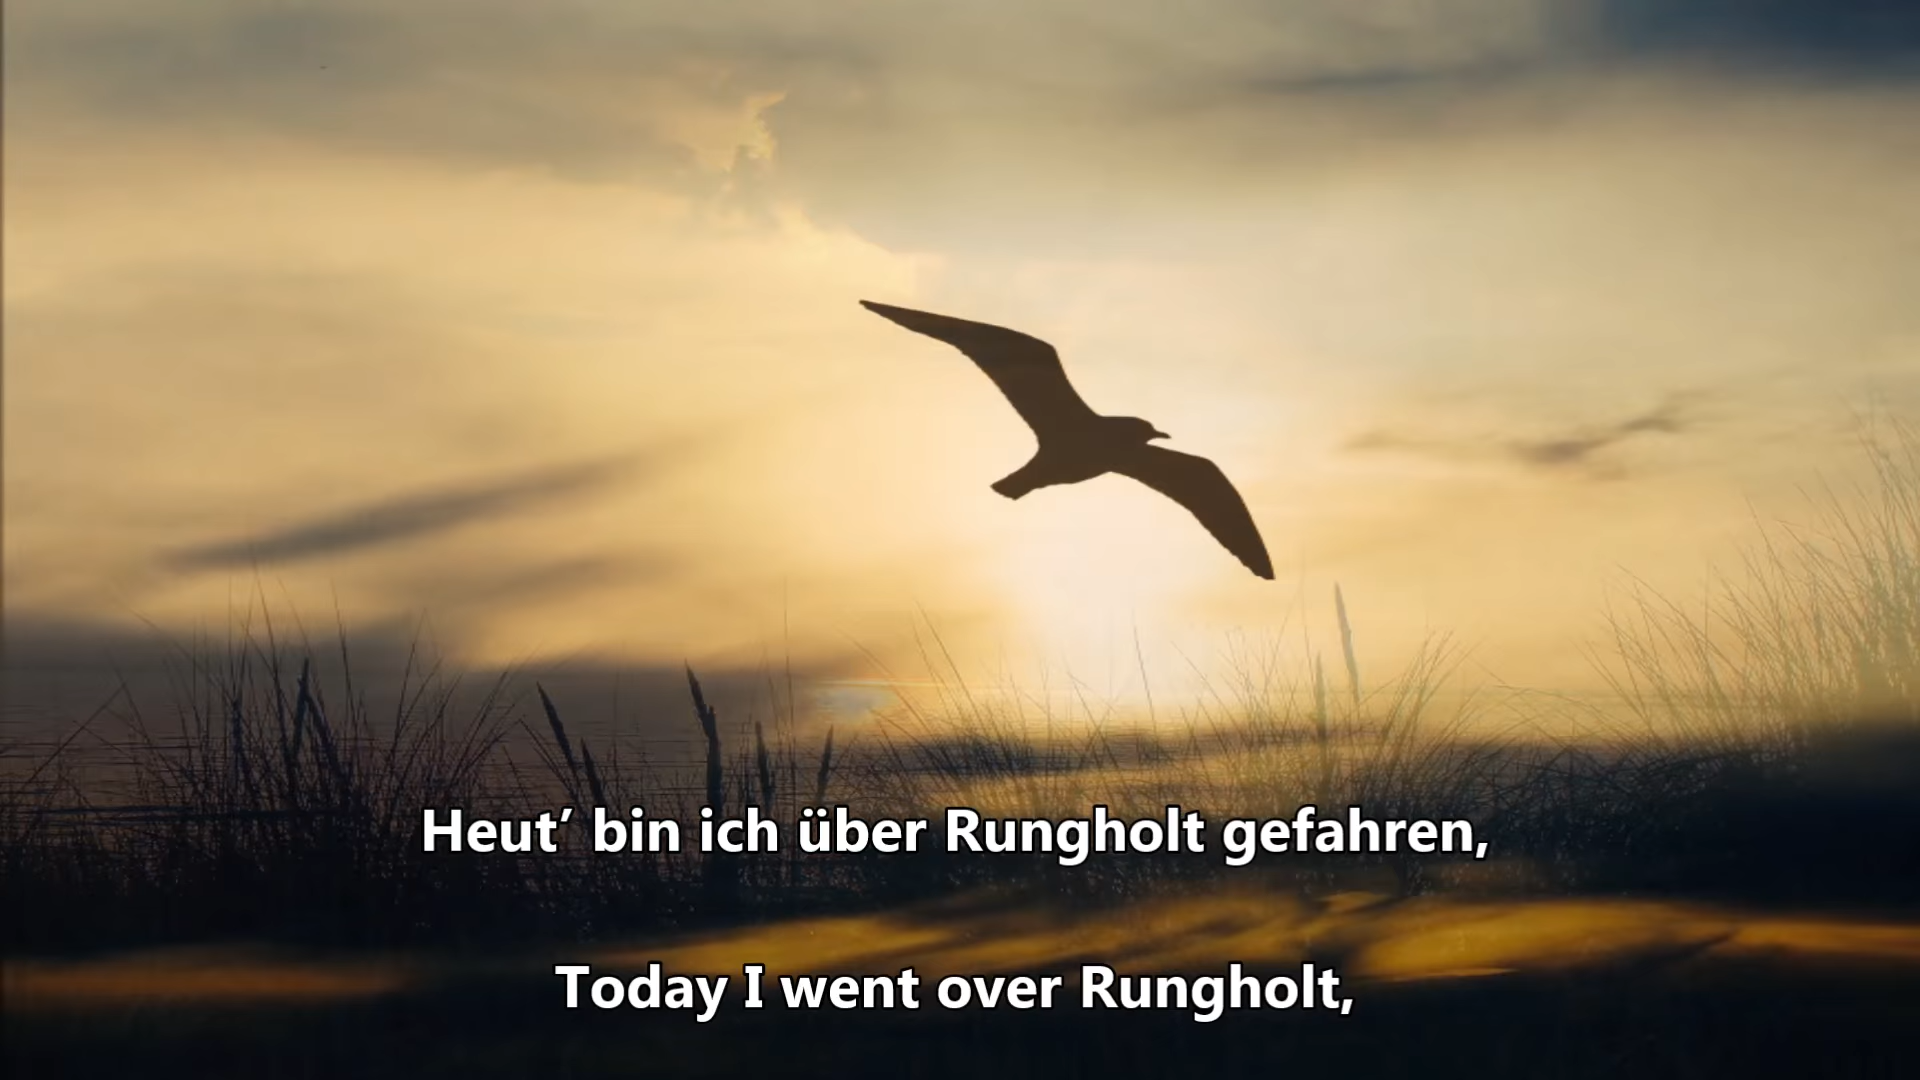 Heut’ bin ich über Rungholt gefahren,
Today I went over Rungholt,